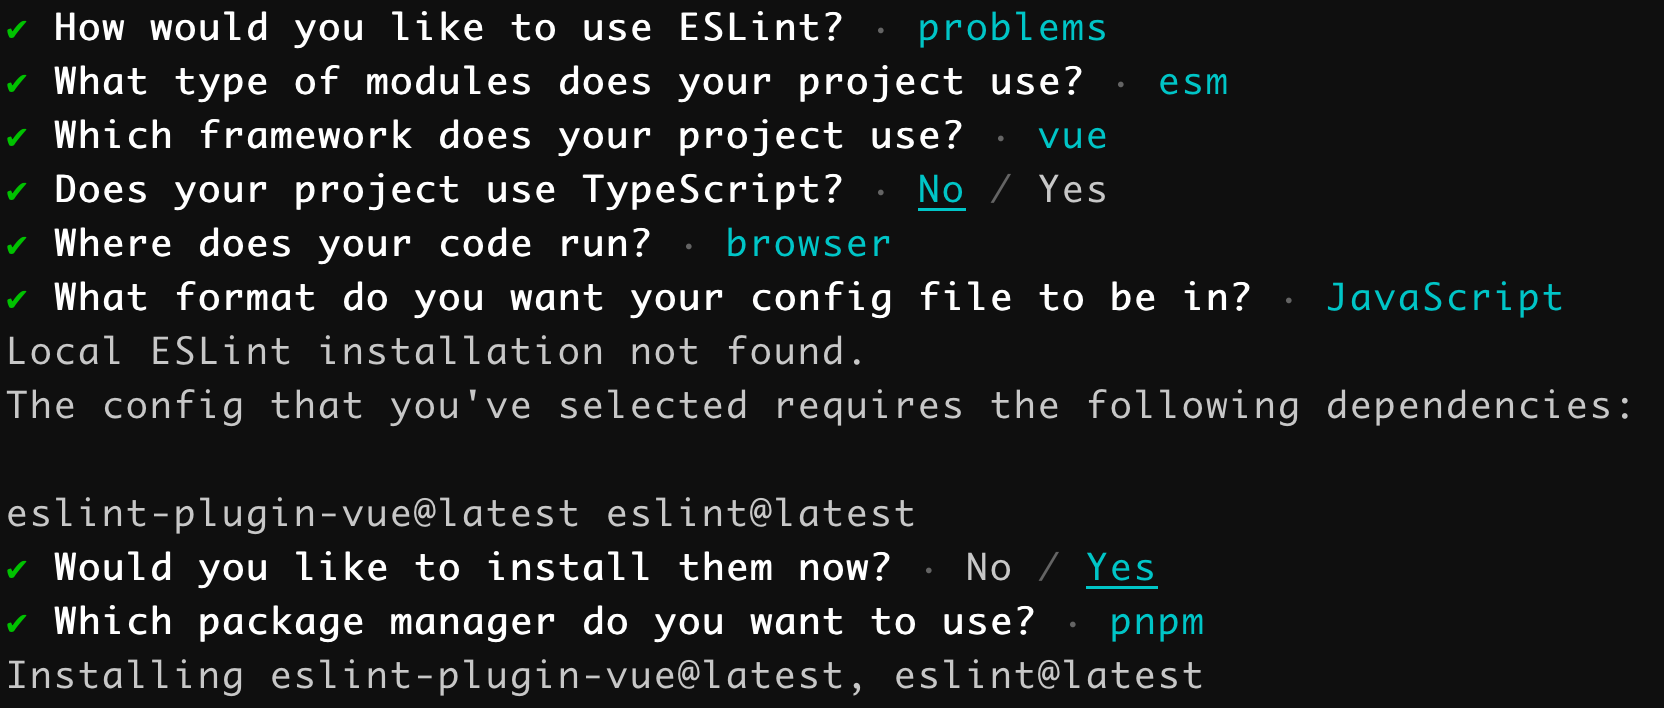 ✔ How would you like to use ESLint? · problems
✔ What type of modules does your project use? · esm
✔ Which framework does your project use? · vue
✔ Does your project use TypeScript? · No / Yes
✔ Where does your code run? · browser
✔ What format do you want your config file to be in? · JavaScript
Local ESLint installation not found.
The config that you've selected requires the following dependencies:
eslint-plugin-vue@latest eslint@latest
✔ Would you like to install them now? · No / Yes
✔ Which package manager do you want to use? · pnpm
Installing eslint-plugin-vue@latest, eslint@latest